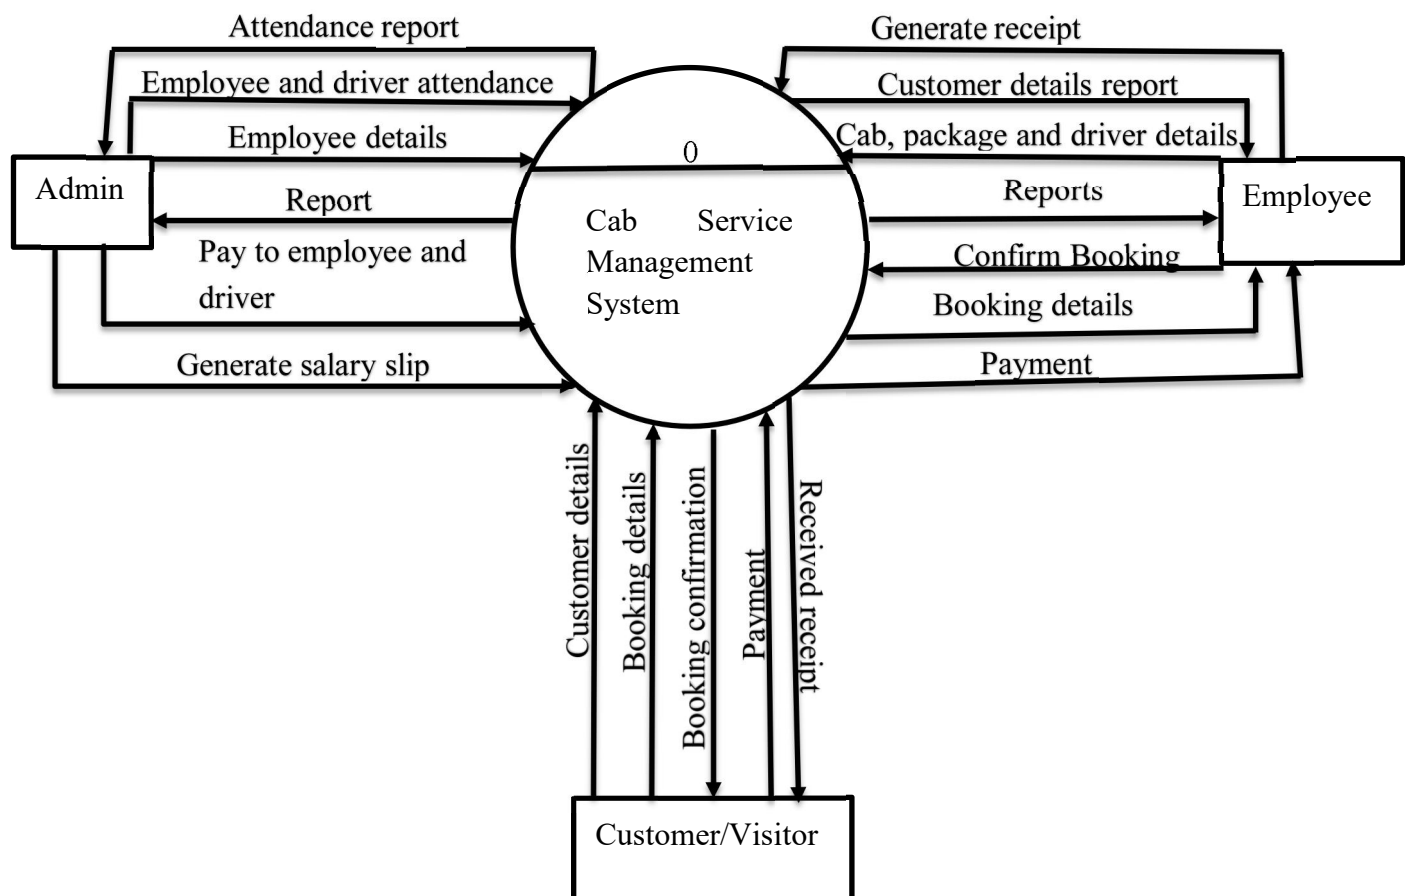 Attendance report
Generate receipt
Employee and driver attendance
Customer details report
Employee details
Cab, package and driver details
0
Admin
Report
Reports
Employee
Cab Service
Management
System
Pay to employee and
driver
Confirm Booking
Booking details
Generate salary slip
Payment
Customer details
Booking details
Booking confirmation
Payment
Received receipt
Customer/Visitor